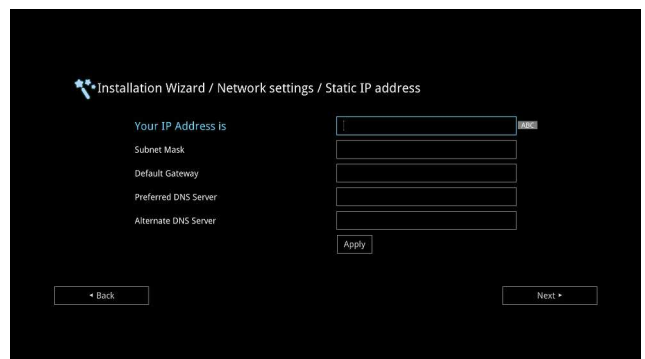 Installation Wizard / Network settings / Static IP address
Your IP Address is
ABC
Subnet Mask
Default Gateway
Preferred DNS Server
Alternate DNS Server
Apply
Back
Next